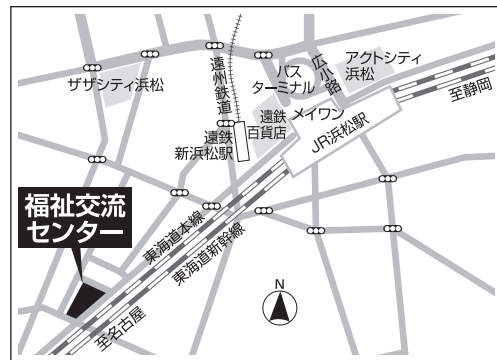 ザザシティ浜松
遠州鉄道
バス
ターミナル
広小路
アクトシティ
浜松
至静岡
遠鉄
百貨店
メイワン
JR浜松駅
遠鉄
新浜松駅
福祉交流
センター
東海道本線
東海道新幹線
至名古屋
N